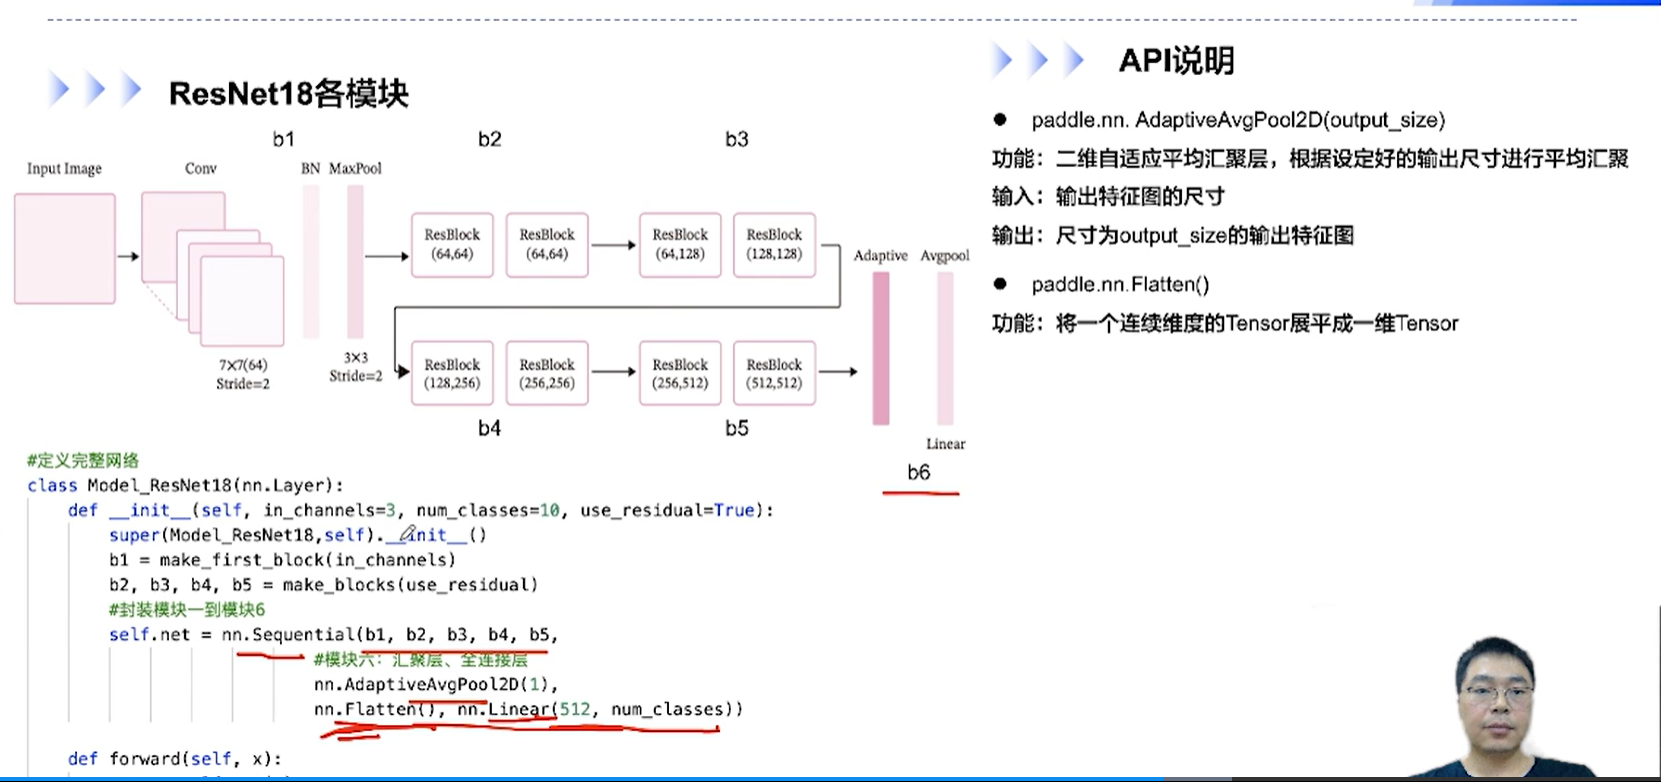 ResNet18各模块
b1
b2
b3
Input Image
Conv
BN
MaxPool
ResBlock
(64,64)
ResBlock
(64,64)
ResBlock
(64,128)
ResBlock
(128,128)
Adaptive
Avgpool
7×7(64)
Stride=2
3×3
Stride=2
ResBlock
(128,256)
ResBlock
(256,256)
ResBlock
(256,512)
ResBlock
(512,512)
b4
b5
Linear
b6
#定义完整网络
class Model_ResNet18(nn.Layer):
def __init__(self, in_channels=3, num_classes=10, use_residual=True):
super(Model_ResNet18,self).__init__()
b1 = make_first_block(in_channels)
b2, b3, b4, b5 = make_blocks(use_residual)
#封装模块一到模块6
self.net = nn.Sequential(b1, b2, b3, b4, b5,
#模块六：汇聚层、全连接层
nn.AdaptiveAvgPool2D(1),
nn.Flatten(), nn.Linear(512, num_classes))
def forward(self, x):
API说明
● paddle.nn. AdaptiveAvgPool2D(output_size)
功能：二维自适应平均汇聚层，根据设定好的输出尺寸进行平均汇聚
输入：输出特征图的尺寸
输出：尺寸为output_size的输出特征图
● paddle.nn.Flatten()
功能：将一个连续维度的Tensor展平成一维Tensor